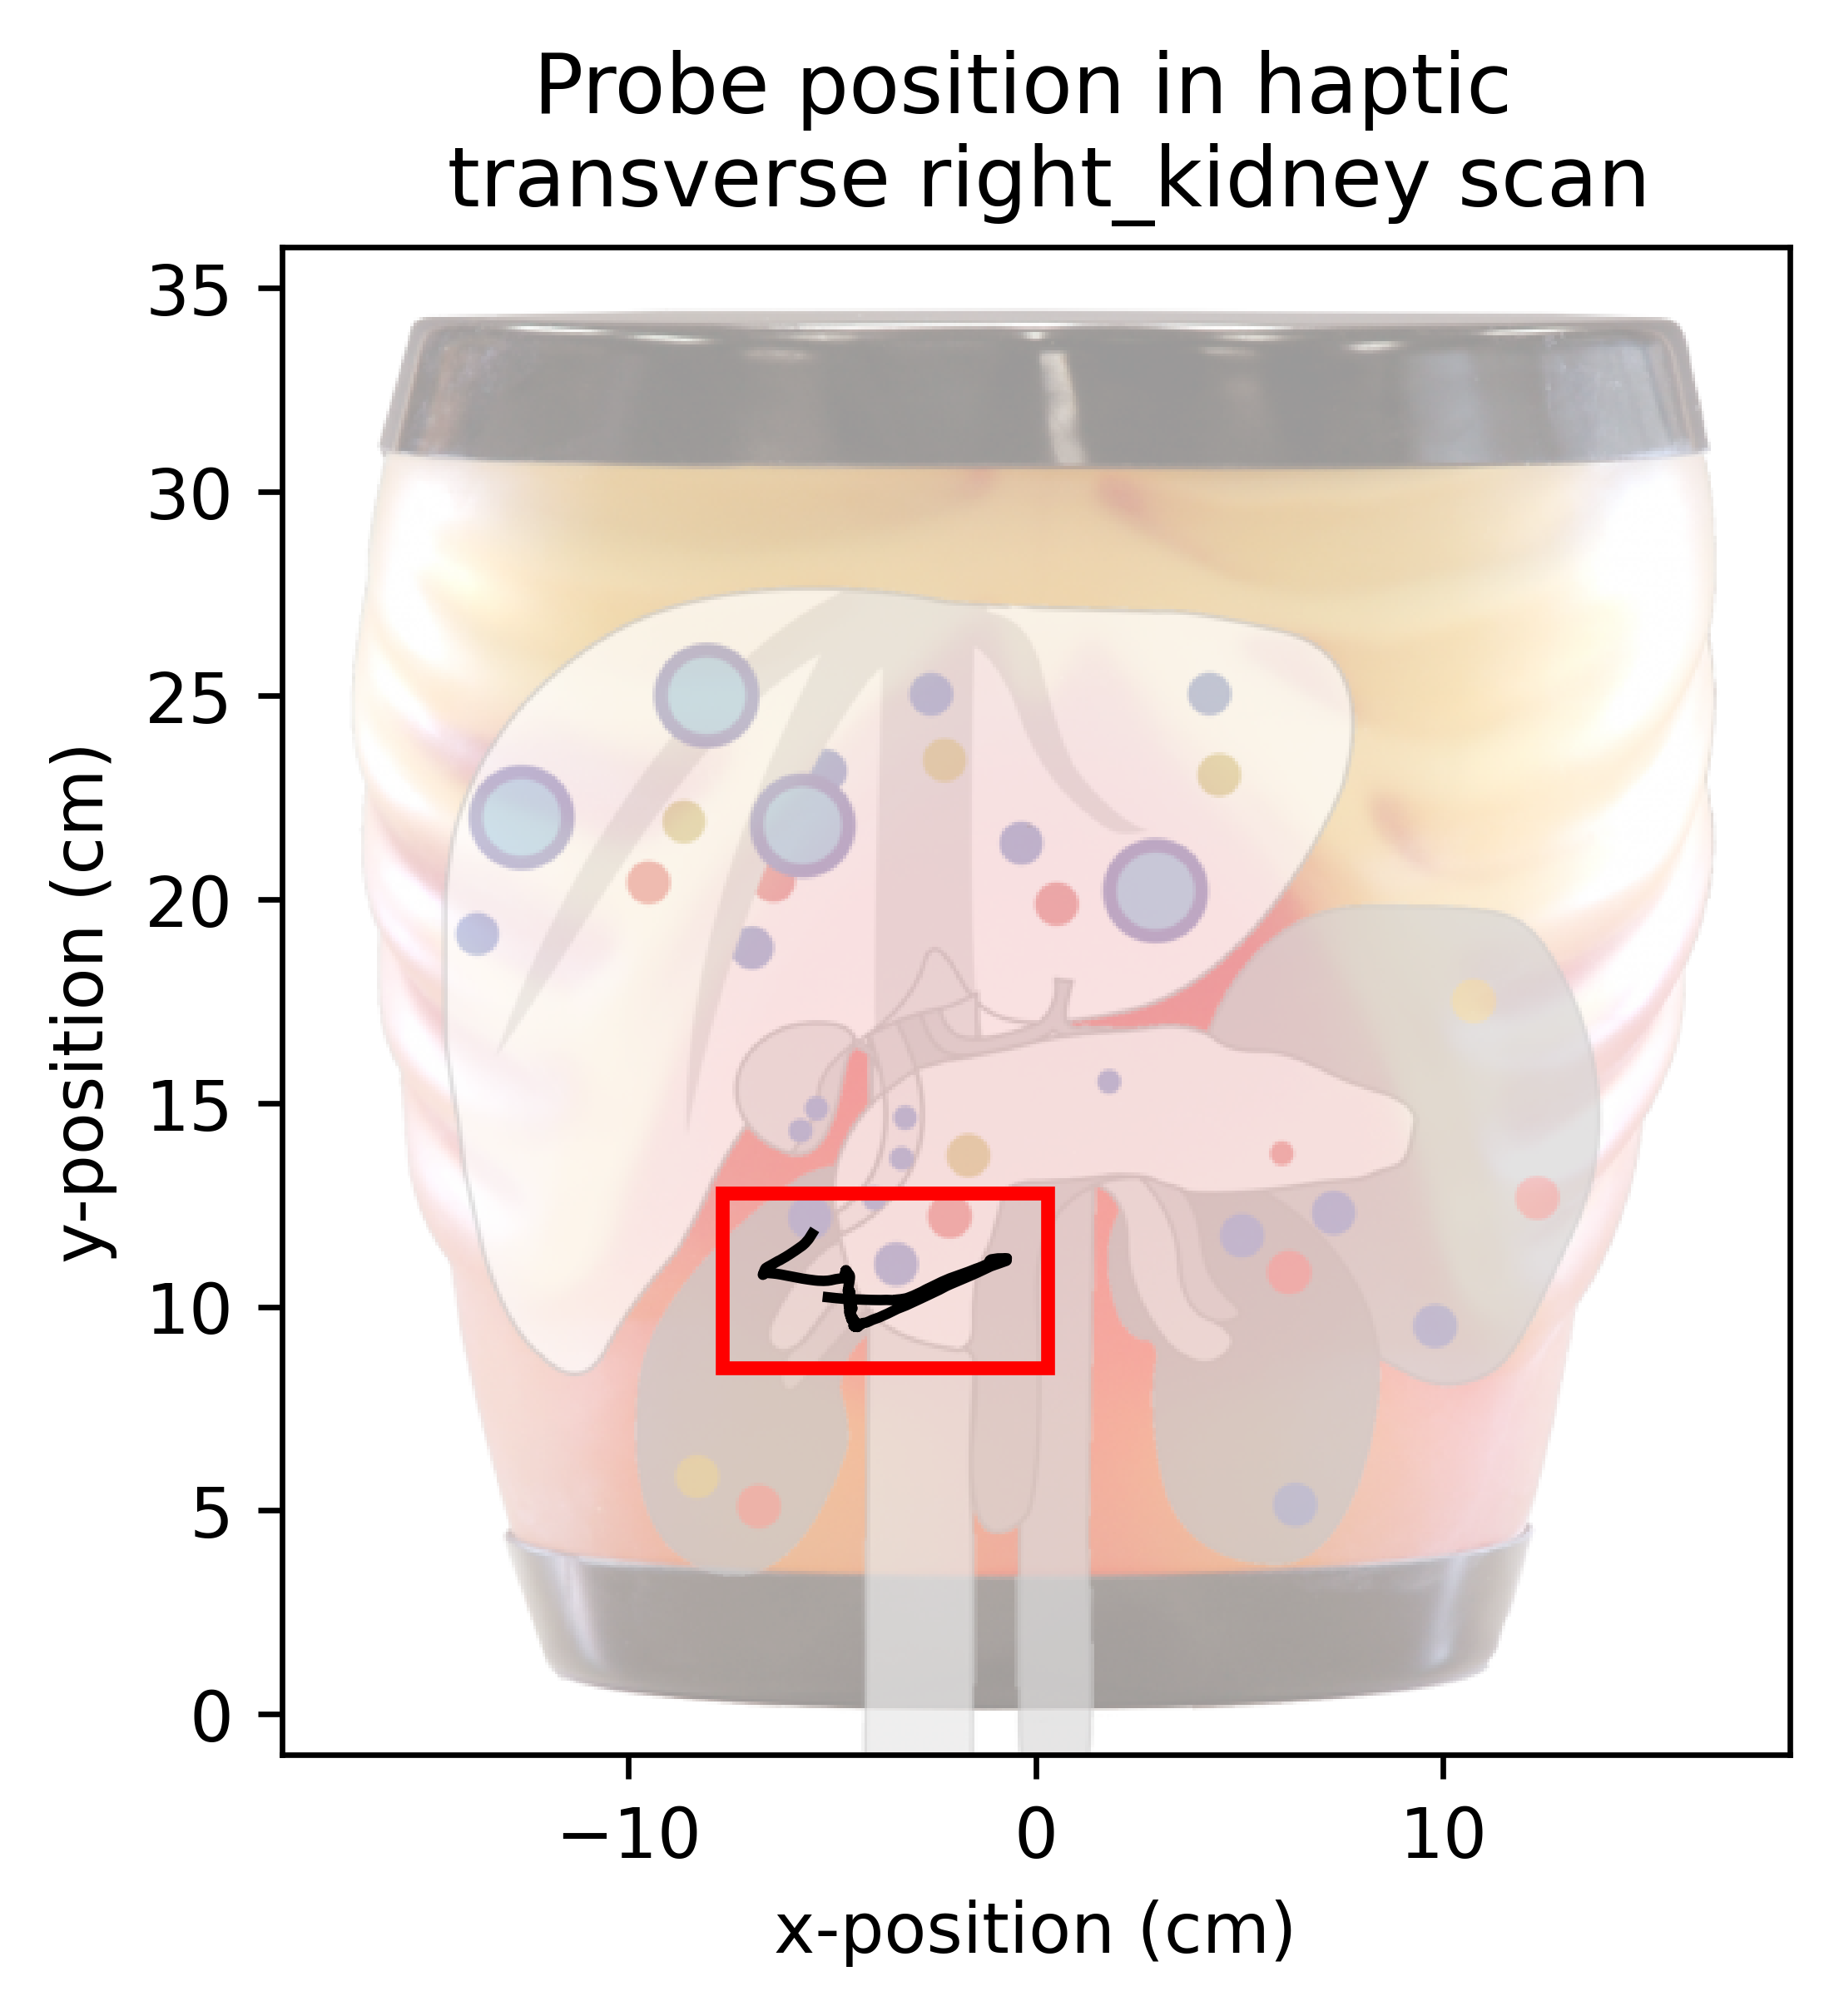 Probe position in haptic
transverse right_kidney scan
35
30
25
20
15
10
5
0
y-position (cm)
−10 0 10
x-position (cm)